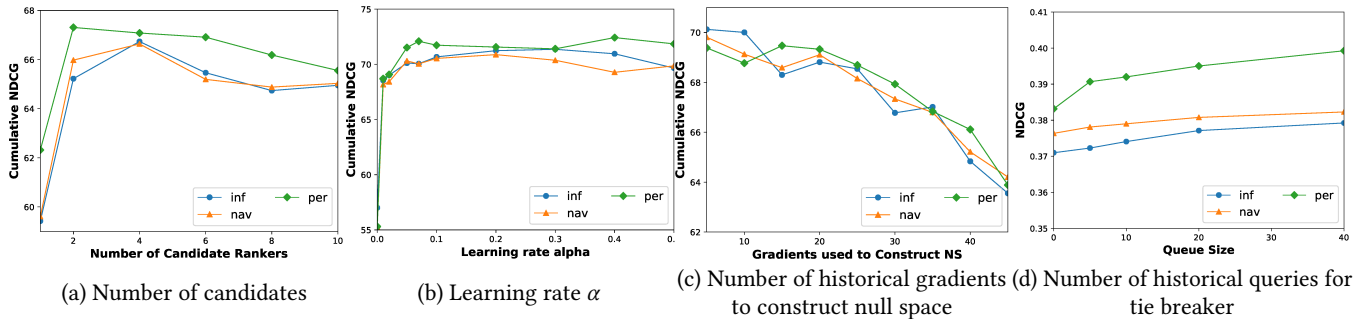 68
66
64
62
60
2
4
6
8
10
Cumulative NDCG
Number of Candidate Rankers
inf
nav
per
(a) Number of candidates
75
70
65
60
55
0.0
0.1
0.2
0.3
0.4
0.
Cumulative NDCG
Learning rate alpha
inf
nav
per
(b) Learning rate α
70
68
66
64
62
10
20
30
40
Cumulative NDCG
Gradients used to Construct NS
inf
nav
per
(c) Number of historical gradients
to construct null space
0.41
0.40
0.39
0.38
0.37
0.36
0.35
0
10
20
30
40
NDCG
Queue Size
inf
nav
per
(d) Number of historical queries for
tie breaker